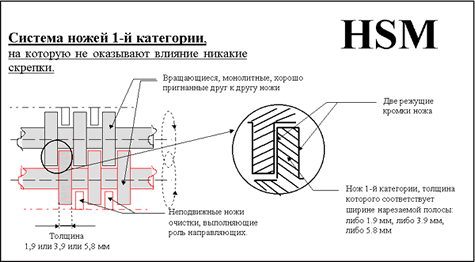 Система ножей 1-й категории,
на которую не оказывают влияние никакие
скрепки.
HSM
Вращающиеся, монолитные, хорошо
пригнанные друг к другу ножи
Две режущие
кромки ножа
Нож 1-й категории, толщина
которого соответствует
ширине нарезаемой полосы:
либо 1.9 мм, либо 3.9 мм,
либо 5.8 мм
Неподвижные ножи
очистки, выполняющие
роль направляющих.
Толщина
1,9 или 3,9 или 5,8 мм